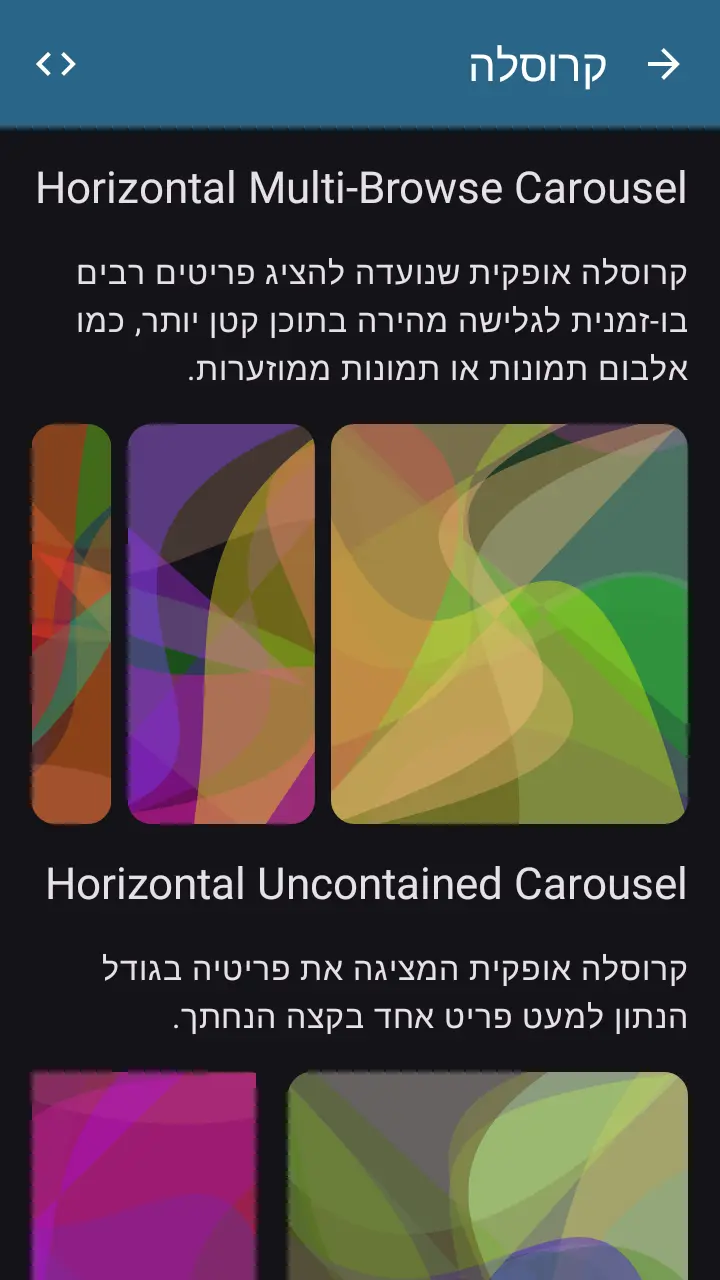 קרוסלה
Horizontal Multi-Browse Carousel
קרוסלה אופקית שנועדה להציג פריטים רבים
בו-זמנית לגלישה מהירה בתוכן קטן יותר, כמו
אלבום תמונות או תמונות ממוזערות.
Horizontal Uncontained Carousel
קרוסלה אופקית המציגה את פריטיה בגודל
הנתון למעט פריט אחד בקצה הנחתך.